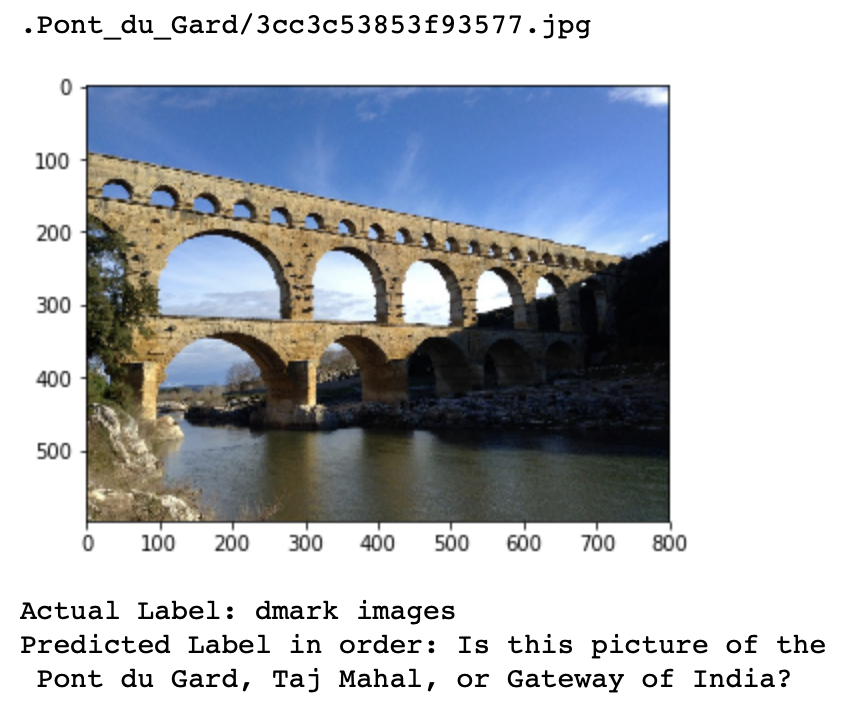 .Pont_du_Gard/3cc3c53853f93577.jpg
0
100
200
300
400
500
0 100 200 300 400 500 600 700 800
Actual Label: dmark images
Predicted Label in order: Is this picture of the
Pont du Gard, Taj Mahal, or Gateway of India?